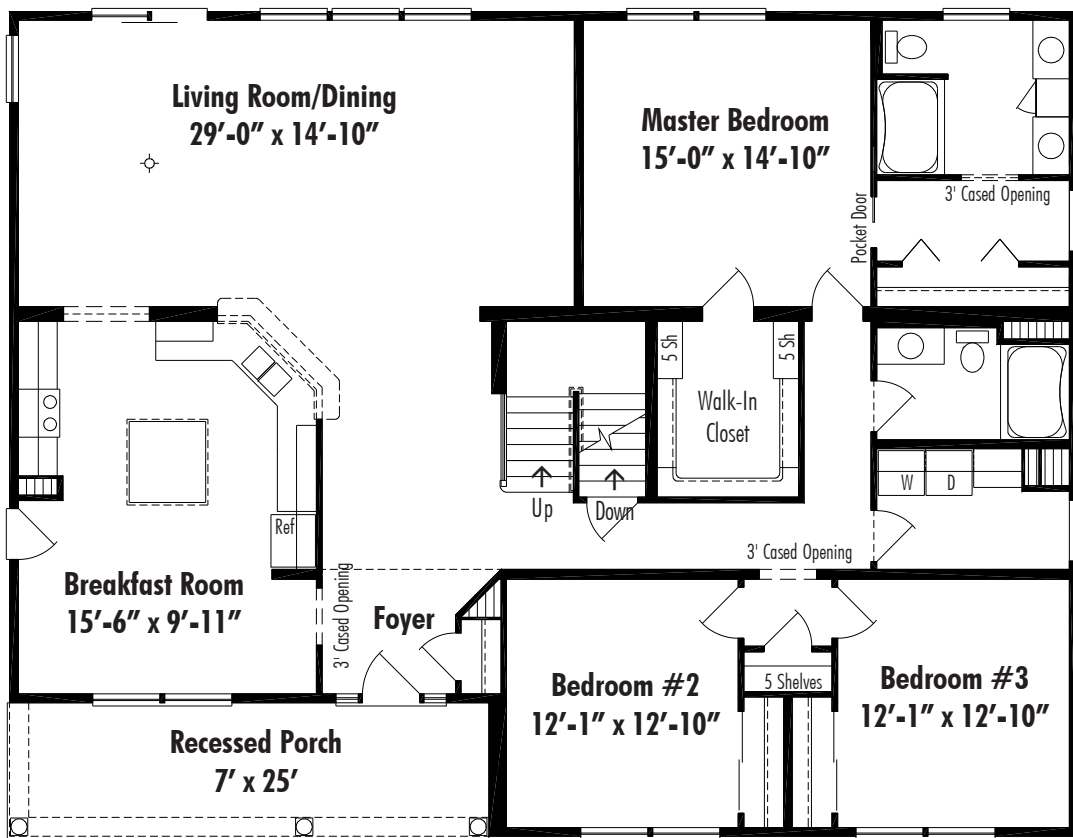 Living Room/Dining
29’-0” x 14’-10”
Master Bedroom
15’-0” x 14’-10”
3' Cased Opening
Pocket Door
5 Sh
5 Sh
Walk-In
Closet
Up
Down
W
D
Ref
3' Cased Opening
Breakfast Room
15’-6” x 9’-11”
3' Cased Opening
Foyer
Bedroom #2
12’-1” x 12’-10”
5 Shelves
Bedroom #3
12’-1” x 12’-10”
Recessed Porch
7’ x 25’